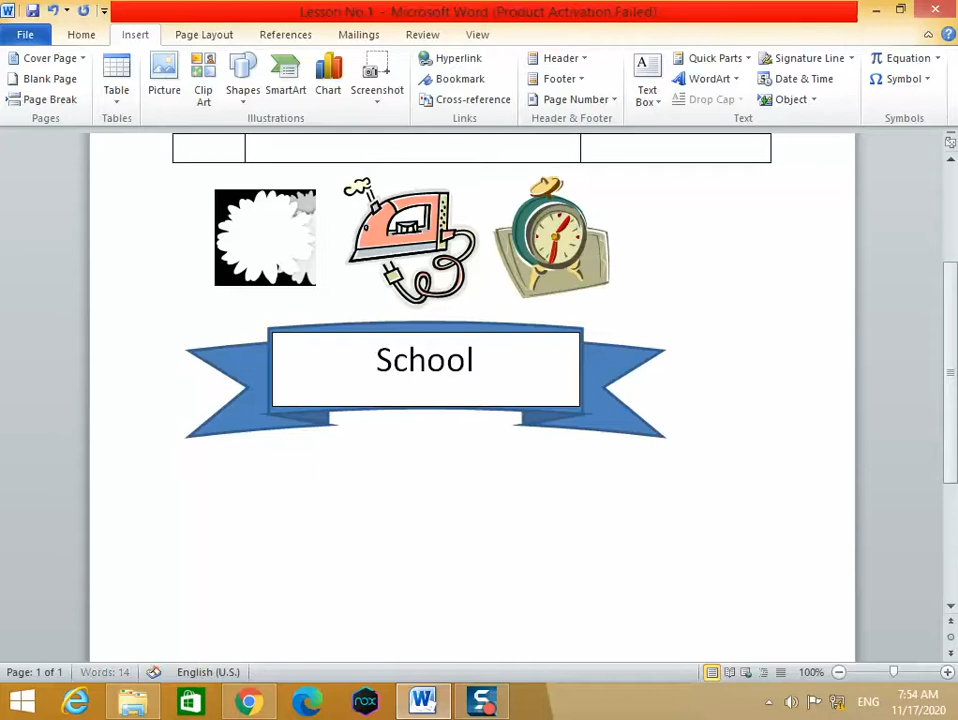 Lesson No.1 - Microsoft Word (Product Activation Failed)
File Home Insert Page Layout References Mailings Review View
Cover Page
Blank Page
Page Break
Pages
Table
Tables
Picture
Clip Art
Shapes
SmartArt
Chart
Screenshot
Illustrations
Hyperlink
Bookmark
Cross-reference
Links
Header
Footer
Page Number
Header & Footer
Text Box
Quick Parts
WordArt
Drop Cap
Signature Line
Date & Time
Object
Text
Equation
Symbol
Symbols
School
Page: 1 of 1 Words: 14 English (U.S.) 100%
nox
ENG
7:54 AM
11/17/2020